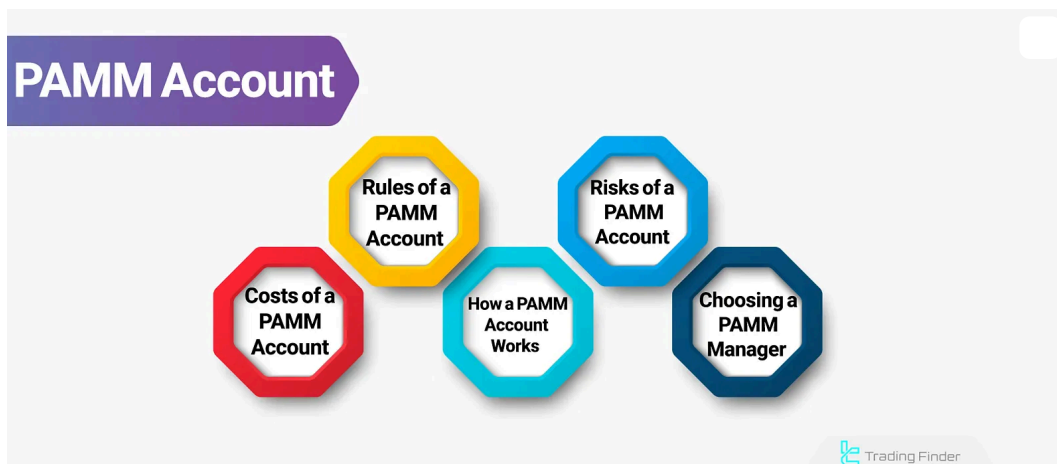 PAMM Account
Rules of a
PAMM
Account
Risks of a
PAMM
Account
Costs of a
PAMM
Account
How a PAMM
Account
Works
Choosing a
PAMM
Manager
Trading Finder